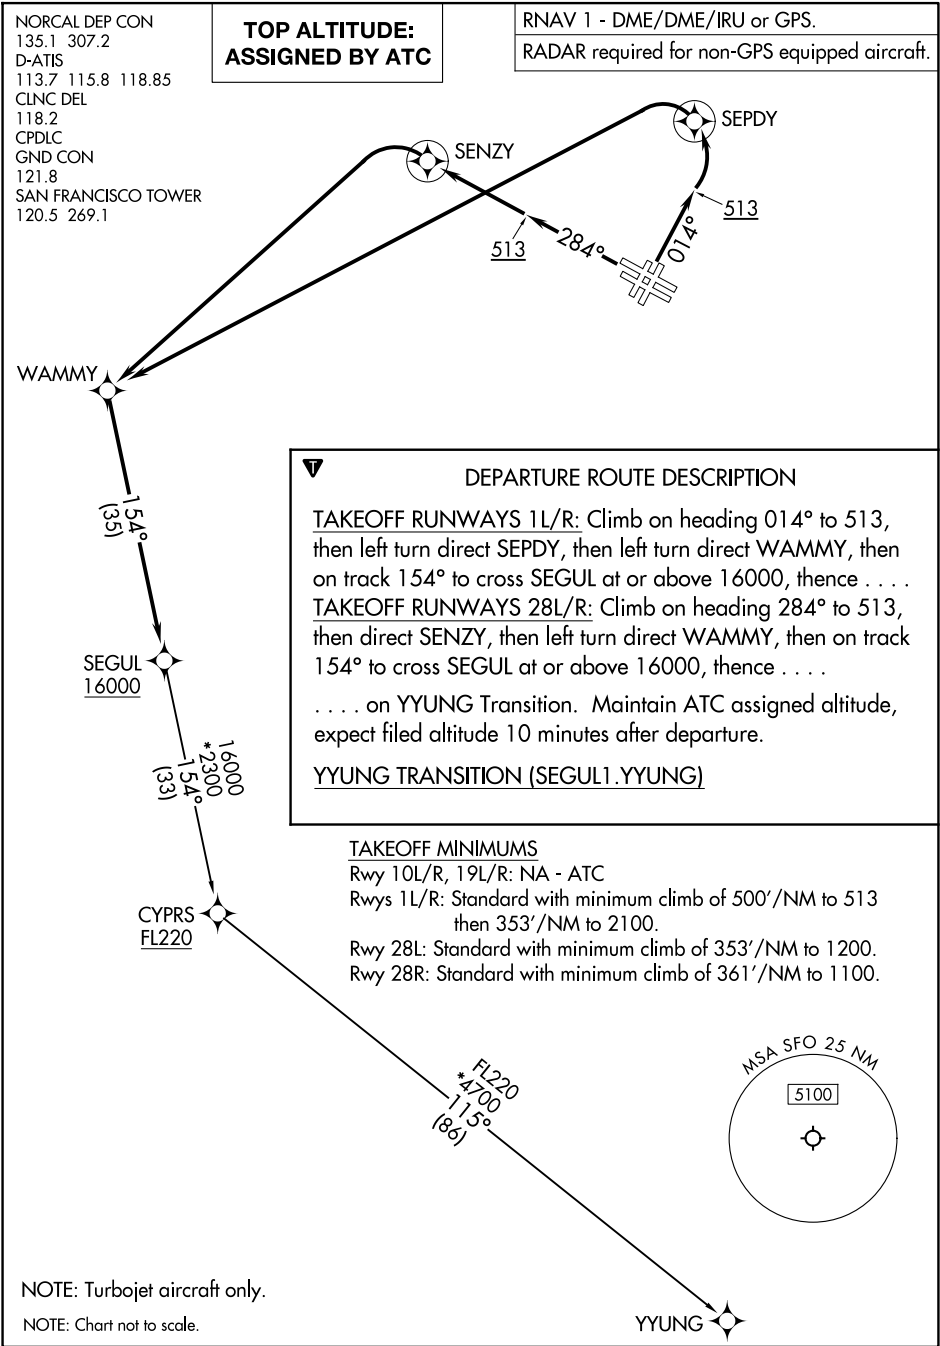 NORCAL DEP CON
135.1 307.2
D-ATIS
113.7 115.8 118.85
CLNC DEL
118.2
CPDLC
GND CON
121.8
SAN FRANCISCO TOWER
120.5 269.1
TOP ALTITUDE:
ASSIGNED BY ATC
RNAV 1 - DME/DME/IRU or GPS.
RADAR required for non-GPS equipped aircraft.
SEPDY
SENZY
513
513
284°
014°
WAMMY
154°
(35)
SEGUL
16000
16000
*2300
154°
(33)
CYPRS
FL220
T
DEPARTURE ROUTE DESCRIPTION
TAKEOFF RUNWAYS 1L/R: Climb on heading 014° to 513,
then left turn direct SEPDY, then left turn direct WAMMY, then
on track 154° to cross SEGUL at or above 16000, thence . . . .
TAKEOFF RUNWAYS 28L/R: Climb on heading 284° to 513,
then direct SENZY, then left turn direct WAMMY, then on track
154° to cross SEGUL at or above 16000, thence . . . .
. . . . on YYUNG Transition. Maintain ATC assigned altitude,
expect filed altitude 10 minutes after departure.
YYUNG TRANSITION (SEGUL1.YYUNG)
TAKEOFF MINIMUMS
Rwy 10L/R, 19L/R: NA - ATC
Rwys 1L/R: Standard with minimum climb of 500'/NM to 513
then 353'/NM to 2100.
Rwy 28L: Standard with minimum climb of 353'/NM to 1200.
Rwy 28R: Standard with minimum climb of 361'/NM to 1100.
FL220
*4700
115°
(86)
MSA SFO 25 NM
5100
NOTE: Turbojet aircraft only.
NOTE: Chart not to scale.
YYUNG